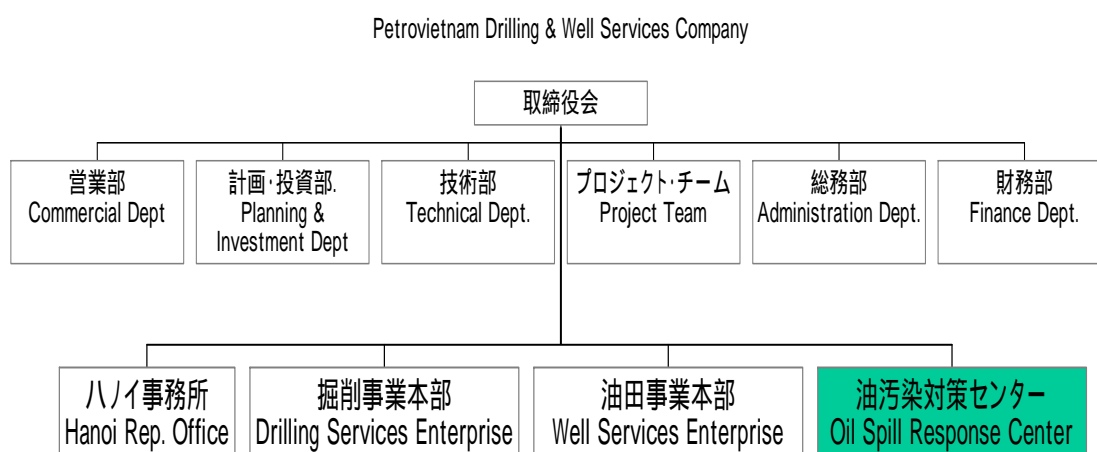 Petrovietnam Drilling & Well Services Company
取締役会
営業部
Commercial Dept
計画・投資部.
Planning &
Investment Dept
技術部
Technical Dept.
プロジェクト・チーム
Project Team
総務部
Administration Dept.
財務部
Finance Dept.
ハノイ事務所
Hanoi Rep. Office
掘削事業本部
Drilling Services Enterprise
油田事業本部
Well Services Enterprise
油汚染対策センター
Oil Spill Response Center